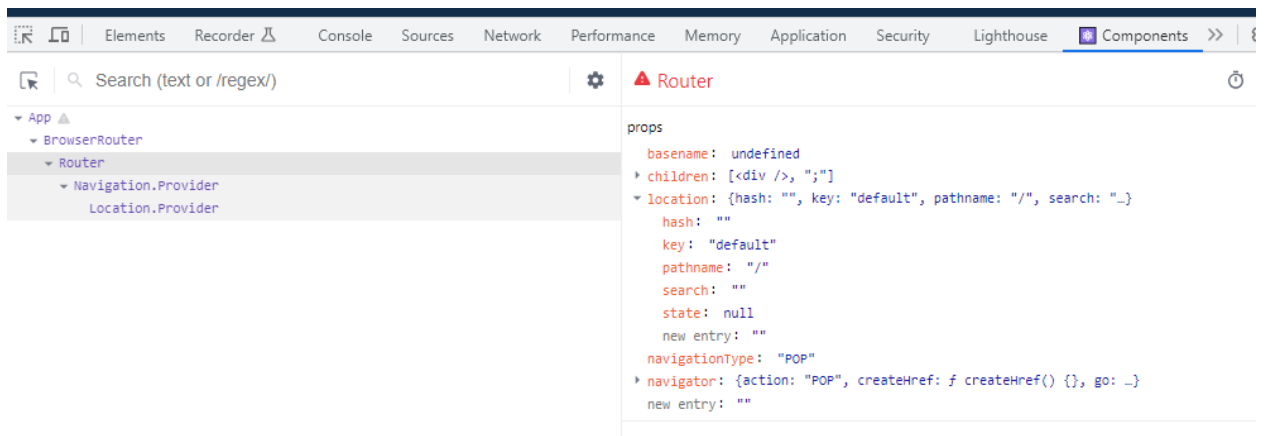 Elements Recorder Console Sources Network Performance Memory Application Security Lighthouse Components
Search (text or /regex/)
Router
App
BrowserRouter
Router
Navigation.Provider
Location.Provider
props
basename: undefined
children: [<div />, ";"]
location: {hash: "", key: "default", pathname: "/", search: "…}
hash: ""
key: "default"
pathname: "/"
search: ""
state: null
new entry: ""
navigationType: "POP"
navigator: {action: "POP", createHref: ƒ createHref() {}, go: …}
new entry: ""